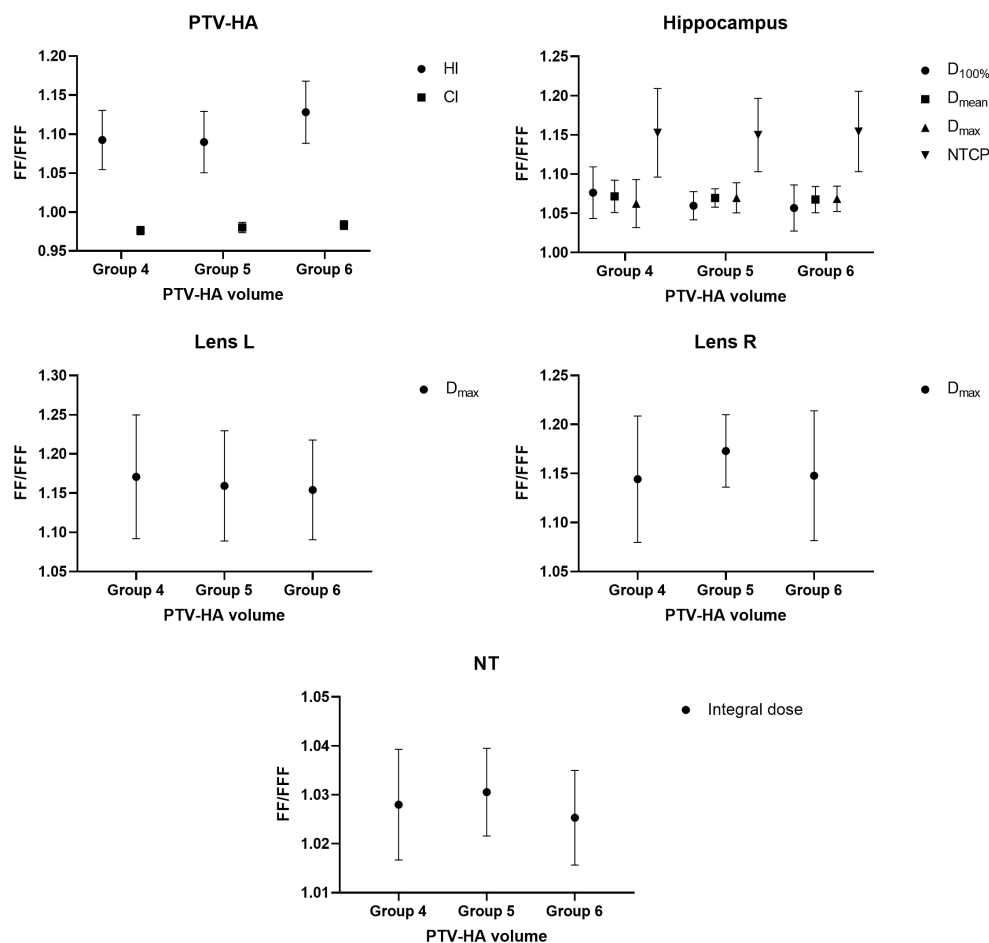 PTV-HA
1.20
1.15
1.10
1.05
1.00
0.95
FF/FFF
Group 4 Group 5 Group 6
PTV-HA volume
HI
CI
Hippocampus
1.25
1.20
1.15
1.10
1.05
1.00
FF/FFF
Group 4 Group 5 Group 6
PTV-HA volume
D100%
Dmean
Dmax
NTCP
Lens L
1.30
1.25
1.20
1.15
1.10
1.05
FF/FFF
Group 4 Group 5 Group 6
PTV-HA volume
Dmax
Lens R
1.25
1.20
1.15
1.10
1.05
FF/FFF
Group 4 Group 5 Group 6
PTV-HA volume
Dmax
NT
1.05
1.04
1.03
1.02
1.01
FF/FFF
Group 4 Group 5 Group 6
PTV-HA volume
Integral dose